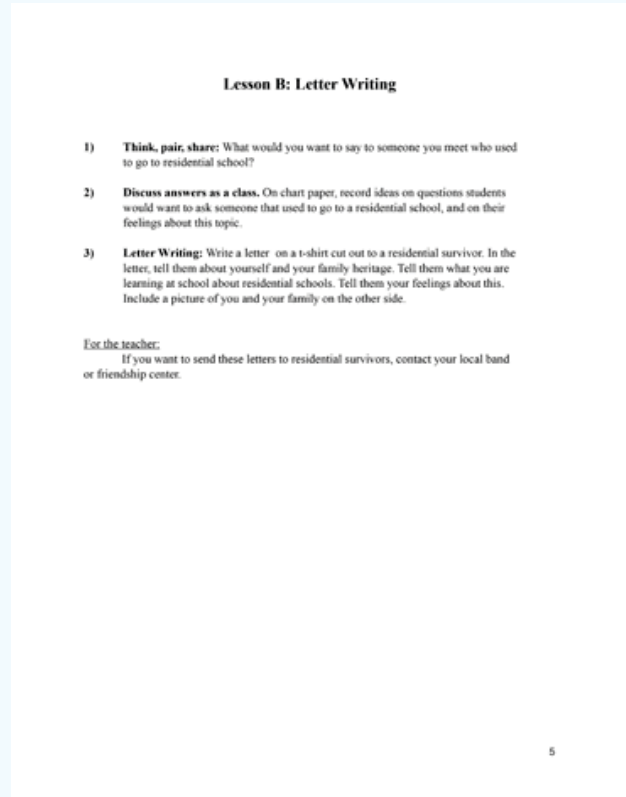 Lesson B: Letter Writing
1) Think, pair, share: What would you want to say to someone you meet who used
to go to residential school?
2) Discuss answers as a class. On chart paper, record ideas on questions students
would want to ask someone that used to go to a residential school, and on their
feelings about this topic.
3) Letter Writing: Write a letter on a t-shirt cut out to a residential survivor. In the
letter, tell them about yourself and your family heritage. Tell them what you are
learning at school about residential schools. Tell them your feelings about this.
Include a picture of you and your family on the other side.
For the teacher:
If you want to send these letters to residential survivors, contact your local band
or friendship center.
5